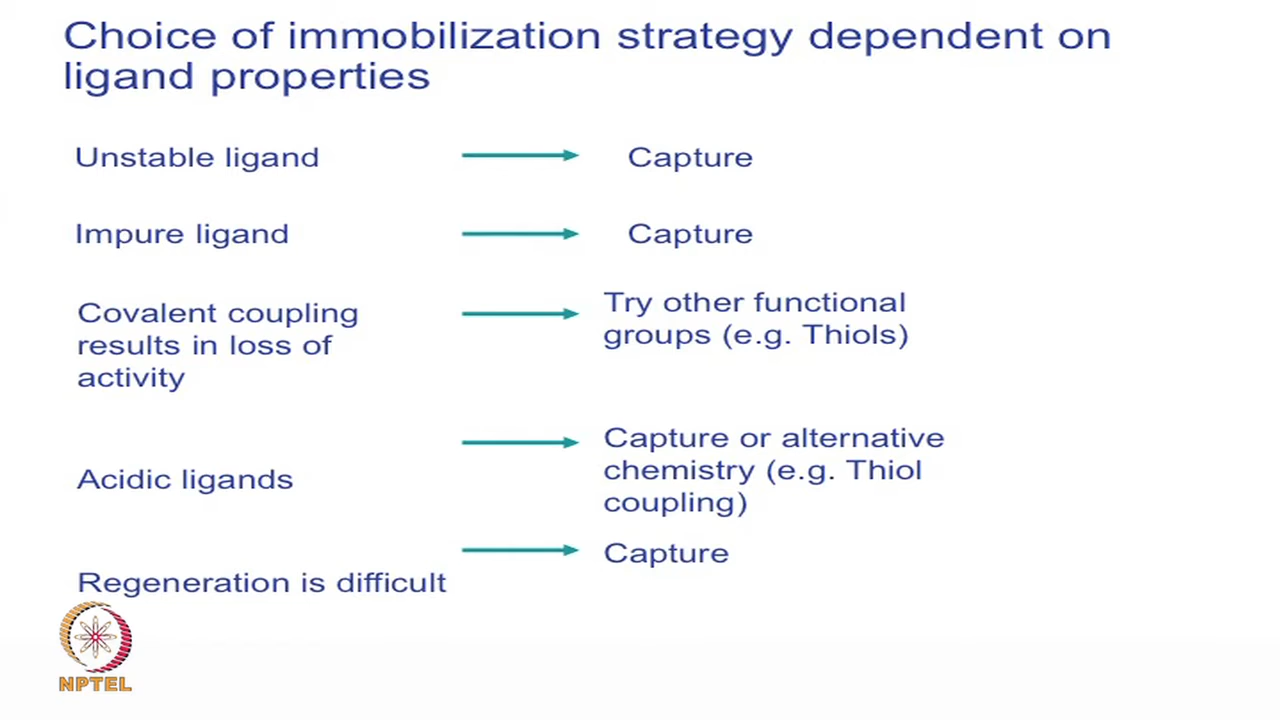 Choice of immobilization strategy dependent on
ligand properties
Unstable ligand
Capture
Impure ligand
Capture
Covalent coupling
results in loss of
activity
Try other functional
groups (e.g. Thiols)
Acidic ligands
Capture or alternative
chemistry (e.g. Thiol
coupling)
Regeneration is difficult
Capture
NPTEL